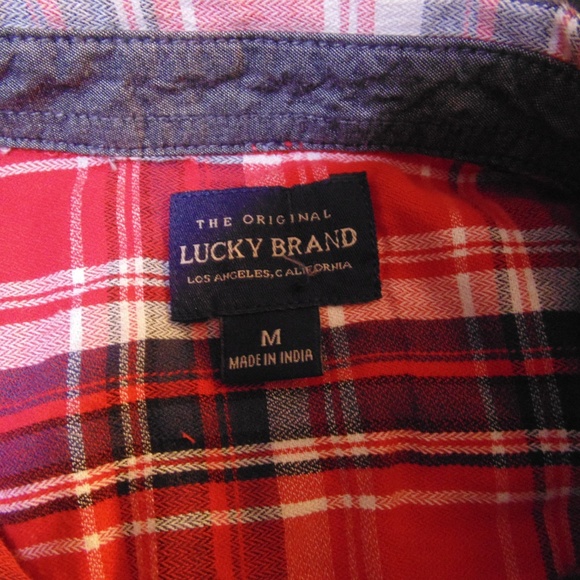 THE ORIGINAL
LUCKY BRAND
LOS ANGELES, CALIFORNIA
M
MADE IN INDIA